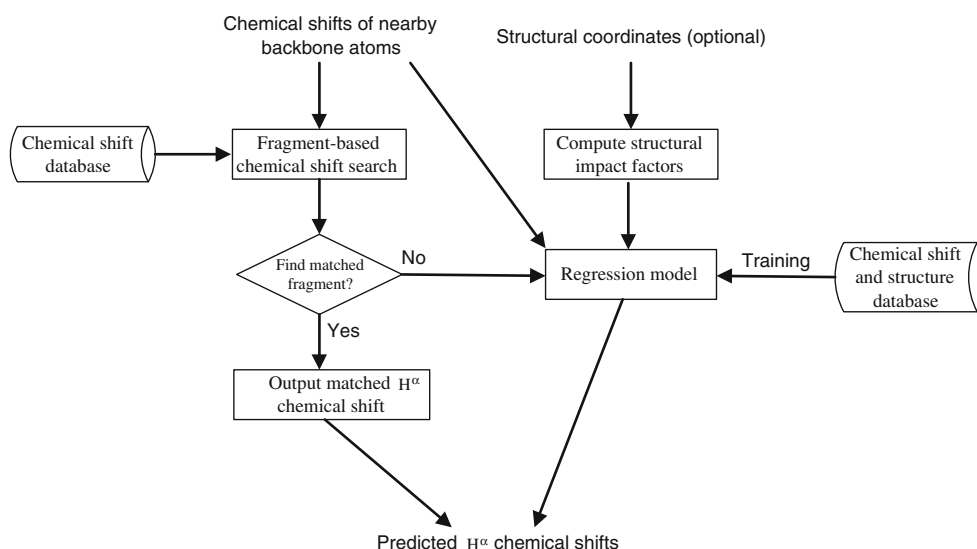 Chemical shifts of nearby
backbone atoms
Structural coordinates (optional)
Chemical shift
database
Fragment-based
chemical shift search
Compute structural
impact factors
Find matched
fragment?
No
Regression model
Training
Chemical shift
and structure
database
Yes
Output matched Hα
chemical shift
Predicted Hα chemical shifts